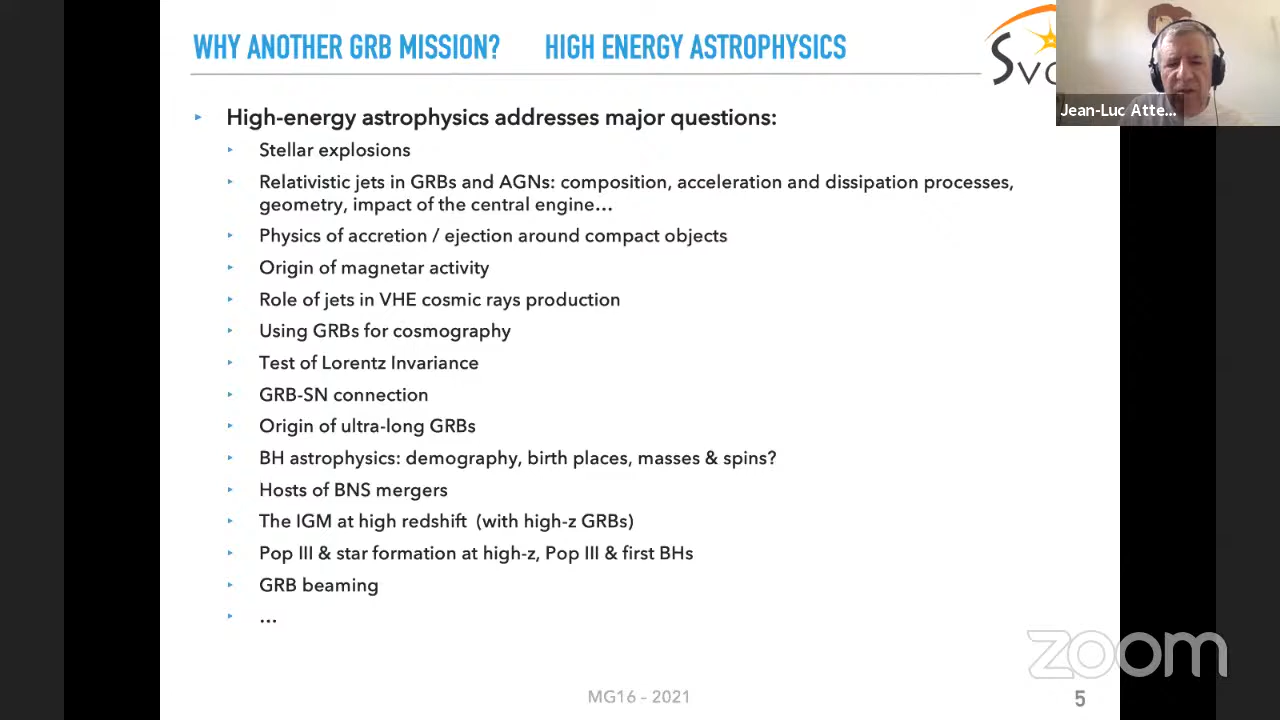 WHY ANOTHER GRB MISSION? HIGH ENERGY ASTROPHYSICS
Svo
Jean-Luc Atte...
High-energy astrophysics addresses major questions:
Stellar explosions
Relativistic jets in GRBs and AGNs: composition, acceleration and dissipation processes,
geometry, impact of the central engine…
Physics of accretion / ejection around compact objects
Origin of magnetar activity
Role of jets in VHE cosmic rays production
Using GRBs for cosmography
Test of Lorentz Invariance
GRB-SN connection
Origin of ultra-long GRBs
BH astrophysics: demography, birth places, masses & spins?
Hosts of BNS mergers
The IGM at high redshift (with high-z GRBs)
Pop III & star formation at high-z, Pop III & first BHs
GRB beaming
…
zoom
MG16 - 2021
5